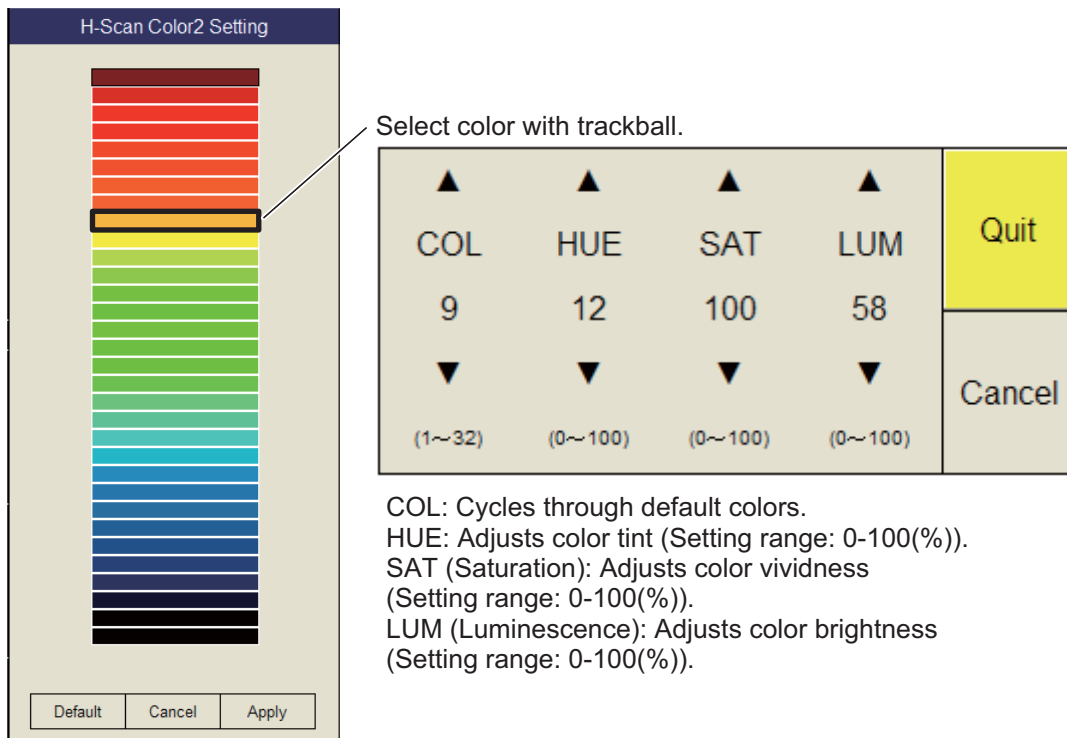 H-Scan Color2 Setting
Select color with trackball.
▲ ▲ ▲ ▲
COL HUE SAT LUM
9 12 100 58
▼ ▼ ▼ ▼
(1~32) (0~100) (0~100) (0~100)
Quit
Cancel
COL: Cycles through default colors.
HUE: Adjusts color tint (Setting range: 0-100(%)).
SAT (Saturation): Adjusts color vividness
(Setting range: 0-100(%)).
LUM (Luminescence): Adjusts color brightness
(Setting range: 0-100(%)).
Default Cancel Apply